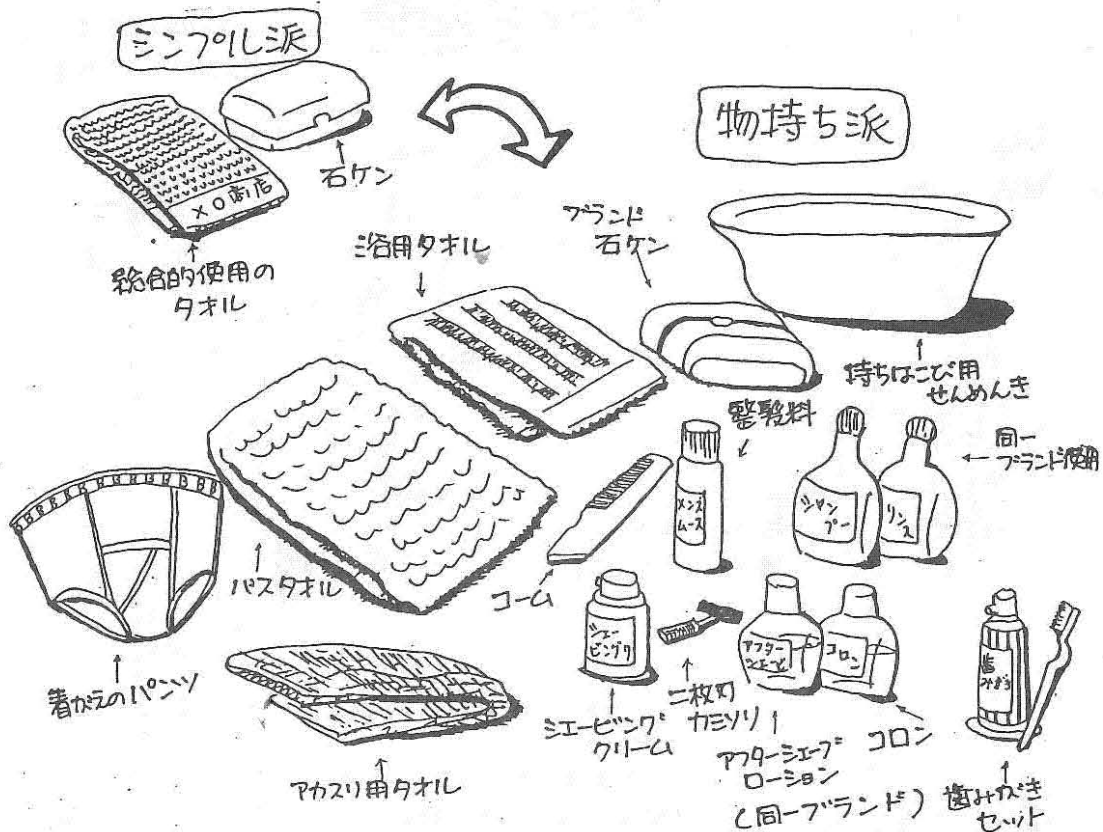 シンプル派
石ケン
×○商店
総合的使用の
タオル
物持ち派
ブランド
石ケン
浴用タオル
持ちはこび用
せんめんき
整髪料
同一
ブランド使用
メンズ
ムース
シャン
プー
リンス
バスタオル
コーム
着がえのパンツ
アカスリ用タオル
シェー
ビングク
シェービング
クリーム
二枚刃
カミソリ
アフター
シェーブ
コロン
アフターシェーブ
ローション
(同一ブランド)
コロン
歯
みがき
歯みがき
セット